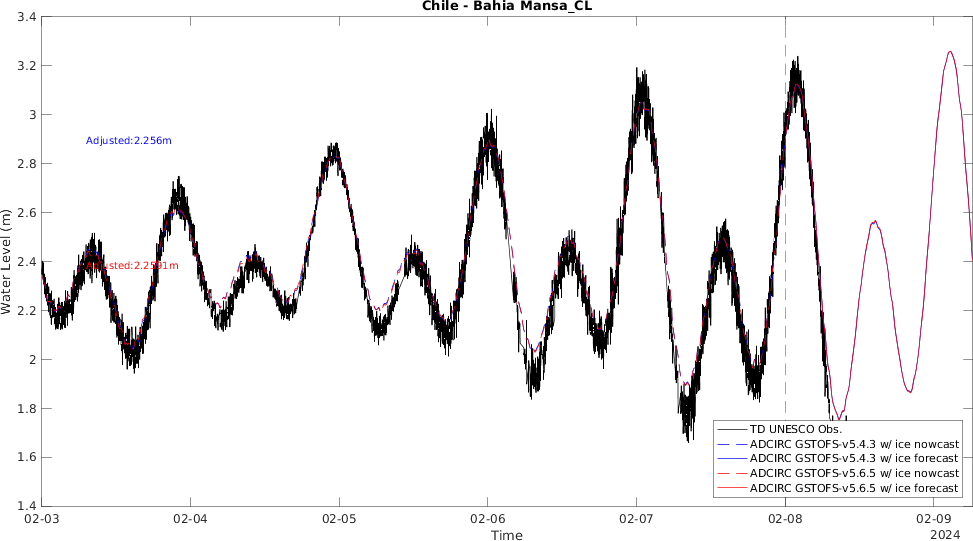 Chile - Bahia Mansa_CL
3.4
3.2
3
2.8
2.6
2.4
2.2
2
1.8
1.6
1.4
Water Level (m)
Adjusted:2.256m
Adjusted:2.2591m
TD UNESCO Obs.
ADCIRC GSTOFS-v5.4.3 w/ ice nowcast
ADCIRC GSTOFS-v5.4.3 w/ ice forecast
ADCIRC GSTOFS-v5.6.5 w/ ice nowcast
ADCIRC GSTOFS-v5.6.5 w/ ice forecast
02-03 02-04 02-05 02-06 02-07 02-08 02-09
Time
2024